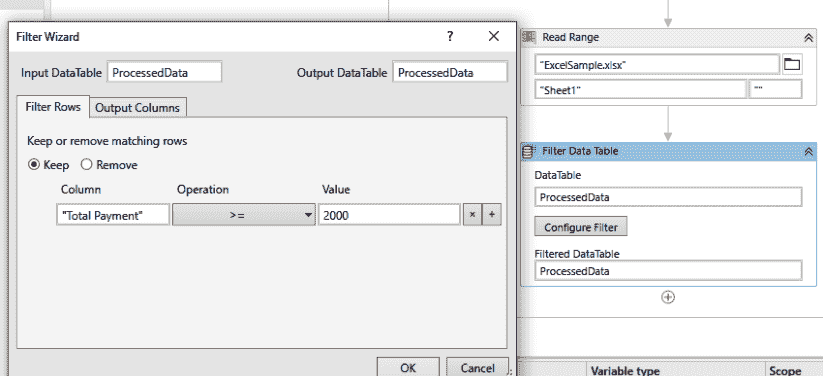 Filter Wizard ? ✕
Input DataTable ProcessedData Output DataTable ProcessedData
Filter Rows Output Columns
Keep or remove matching rows
Keep Remove
Column Operation Value
"Total Payment" >= 2000 × +
OK Cancel
Read Range
"ExcelSample.xlsx"
"Sheet1" ""
Filter Data Table
DataTable
ProcessedData
Configure Filter
Filtered DataTable
ProcessedData
Variable type Scope